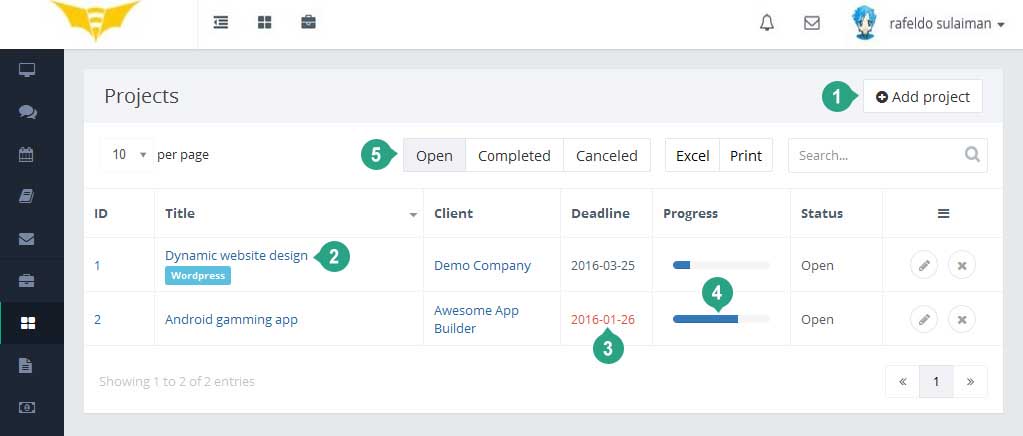 rafeldo sulaiman
Projects
1
Add project
10 per page
5
Open Completed Canceled
Excel Print
Search...
ID Title Client Deadline Progress Status
1 Dynamic website design 2 Demo Company 2016-03-25 Open
Wordpress
4
2 Android gamming app Awesome App 2016-01-26 Open
Builder
3
Showing 1 to 2 of 2 entries
« 1 »